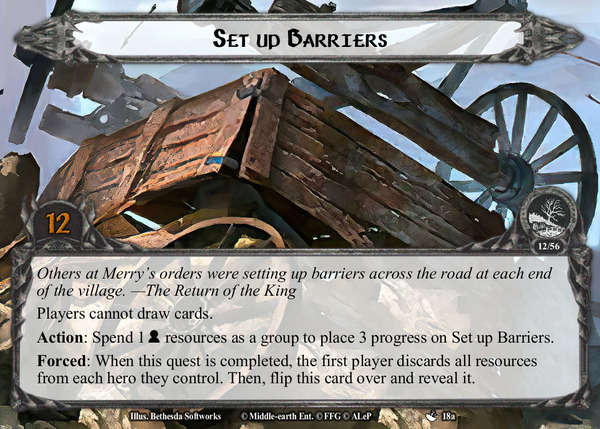 Set up Barriers
12
12/56
Others at Merry's orders were setting up barriers across the road at each end
of the village. —The Return of the King
Players cannot draw cards.
Action: Spend 1 resources as a group to place 3 progress on Set up Barriers.
Forced: When this quest is completed, the first player discards all resources
from each hero they control. Then, flip this card over and reveal it.
Illus. Bethesda Softworks © Middle-earth Ent. © FFG © ALeP 18a